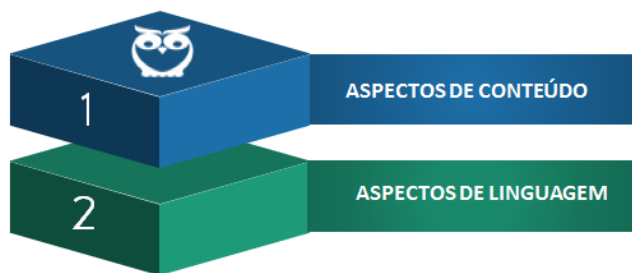 1
ASPECTOS DE CONTEÚDO
2
ASPECTOS DE LINGUAGEM